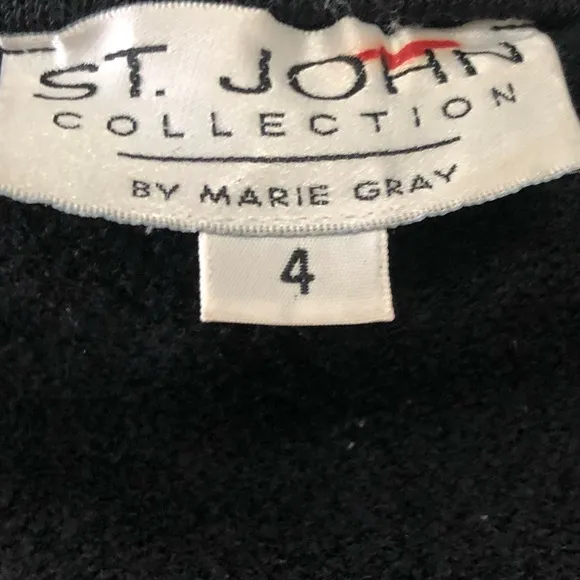 ST. JOHN
COLLECTION
BY MARIE GRAY
4